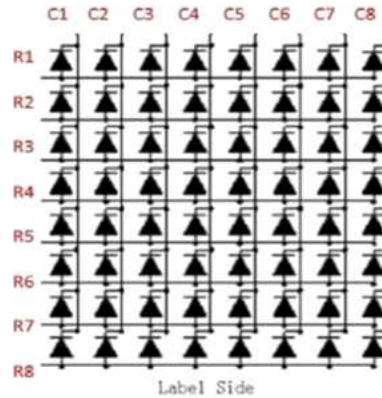 C1 C2 C3 C4 C5 C6 C7 C8
R1
R2
R3
R4
R5
R6
R7
R8
Label Side